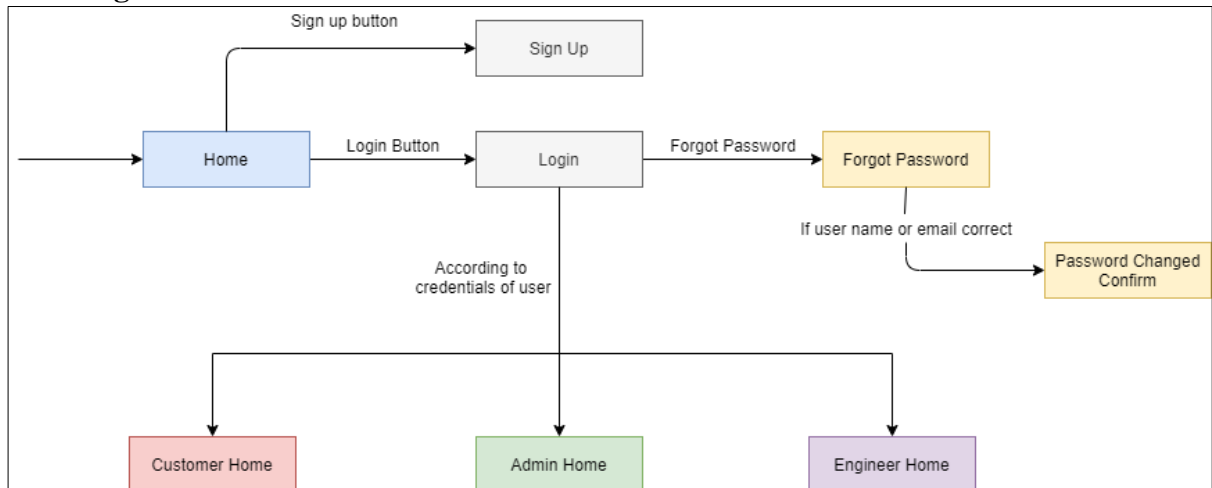 Sign up button
Sign Up
Home
Login Button
Login
Forgot Password
Forgot Password
If user name or email correct
Password Changed
Confirm
According to
credentials of user
Customer Home
Admin Home
Engineer Home